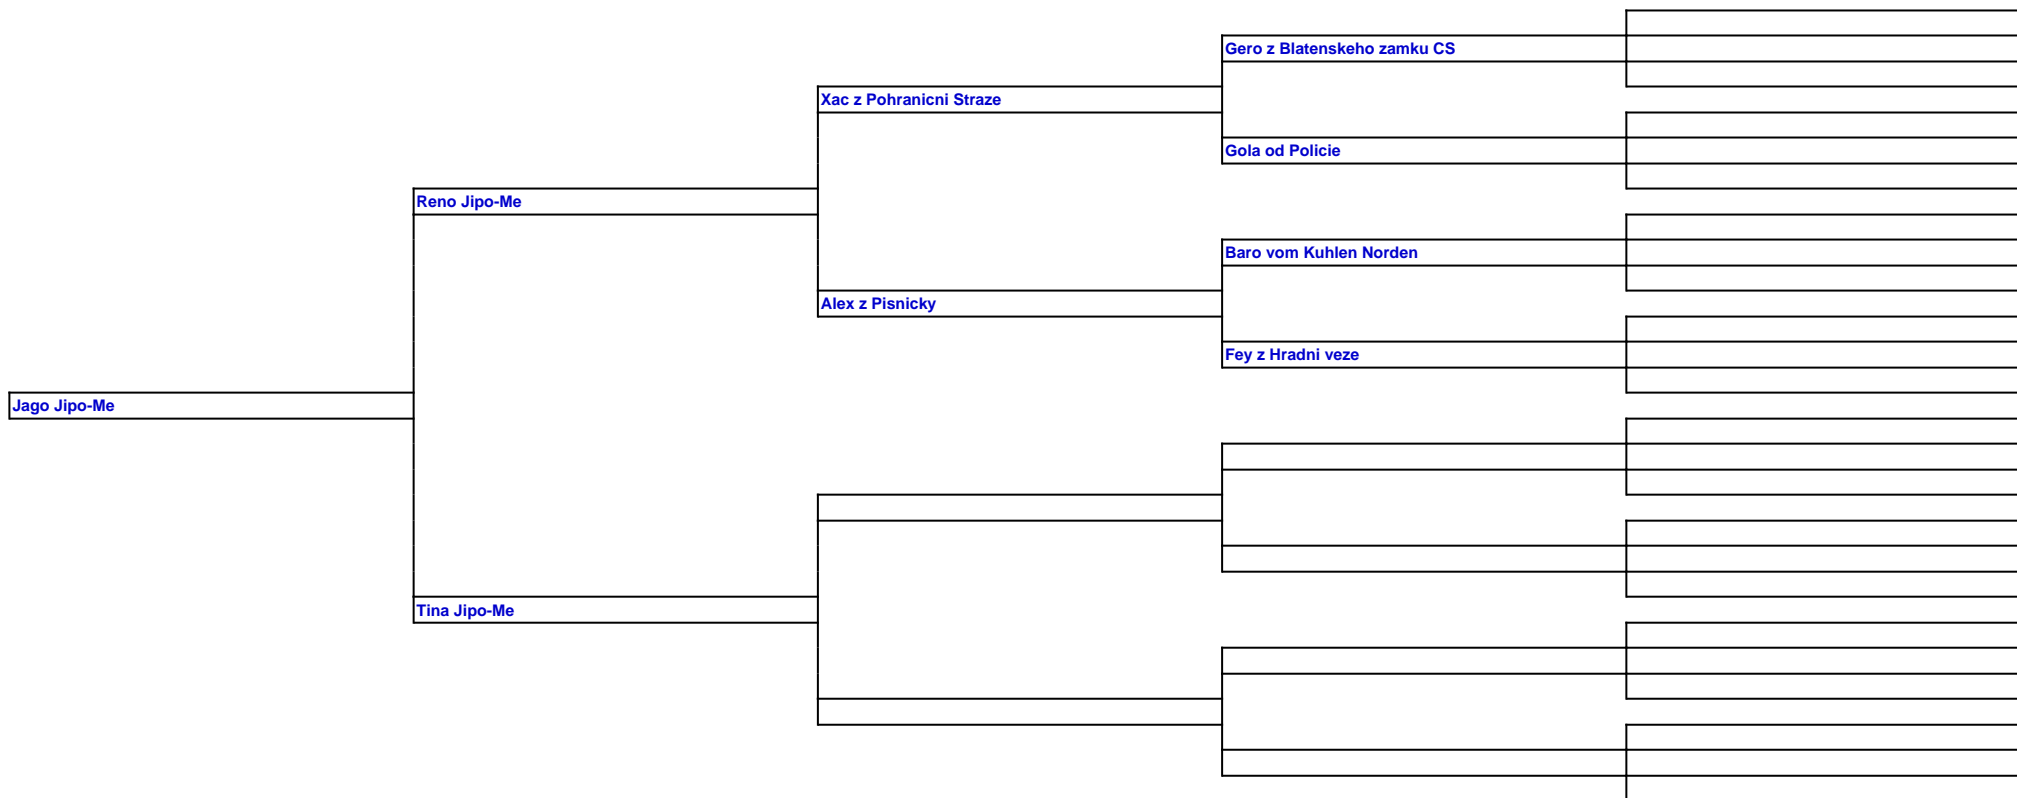 Gero z Blatenskeho zamku CS
Xac z Pohranicni Straze
Gola od Policie
Reno Jipo-Me
Baro vom Kuhlen Norden
Alex z Pisnicky
Fey z Hradni veze
Jago Jipo-Me
Tina Jipo-Me